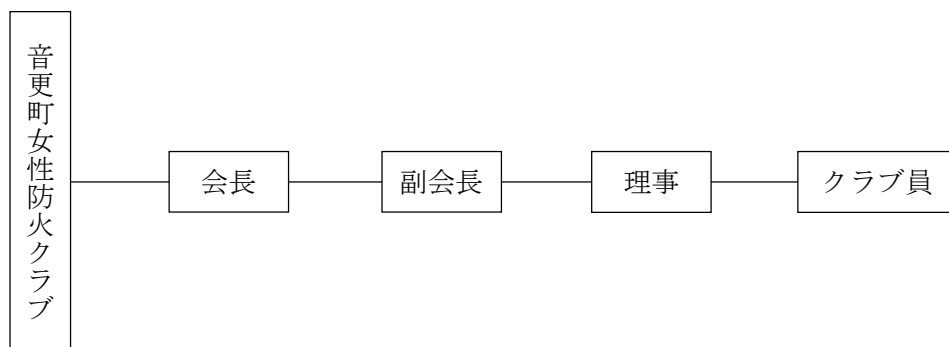 音更町女性防火クラブ
会長
副会長
理事
クラブ員